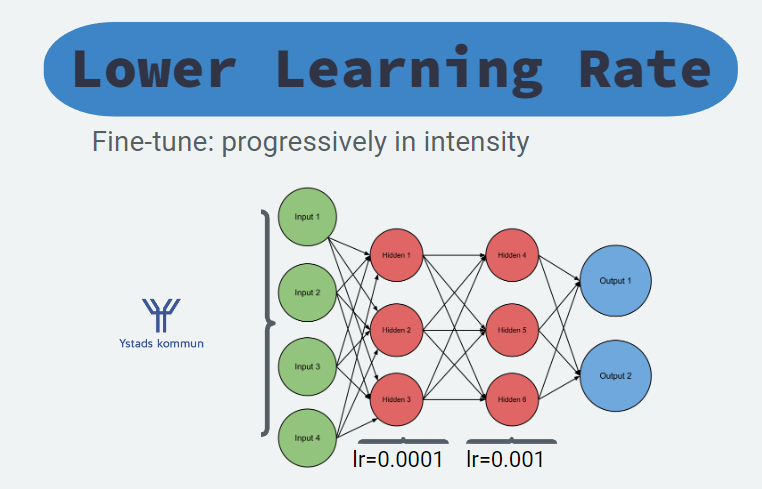 Lower Learning Rate
Fine-tune: progressively in intensity
Ystads kommun
Input 1
Input 2
Input 3
Input 4
Hidden 1
Hidden 2
Hidden 3
Hidden 4
Hidden 5
Hidden 6
Output 1
Output 2
lr=0.0001
lr=0.001